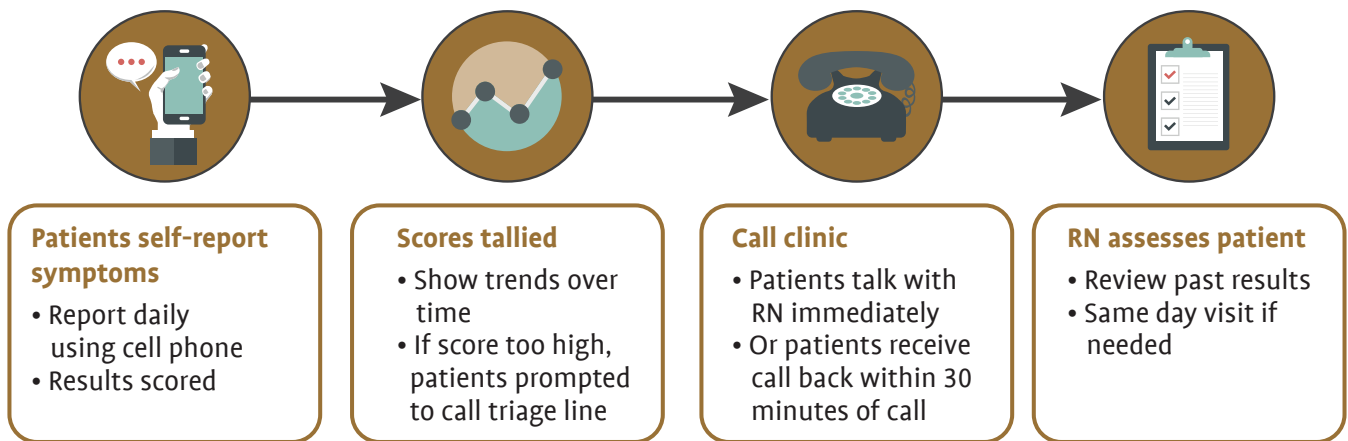 Patients self-report
symptoms
• Report daily
using cell phone
• Results scored
Scores tallied
• Show trends over
time
• If score too high,
patients prompted
to call triage line
Call clinic
• Patients talk with
RN immediately
• Or patients receive
call back within 30
minutes of call
RN assesses patient
• Review past results
• Same day visit if
needed